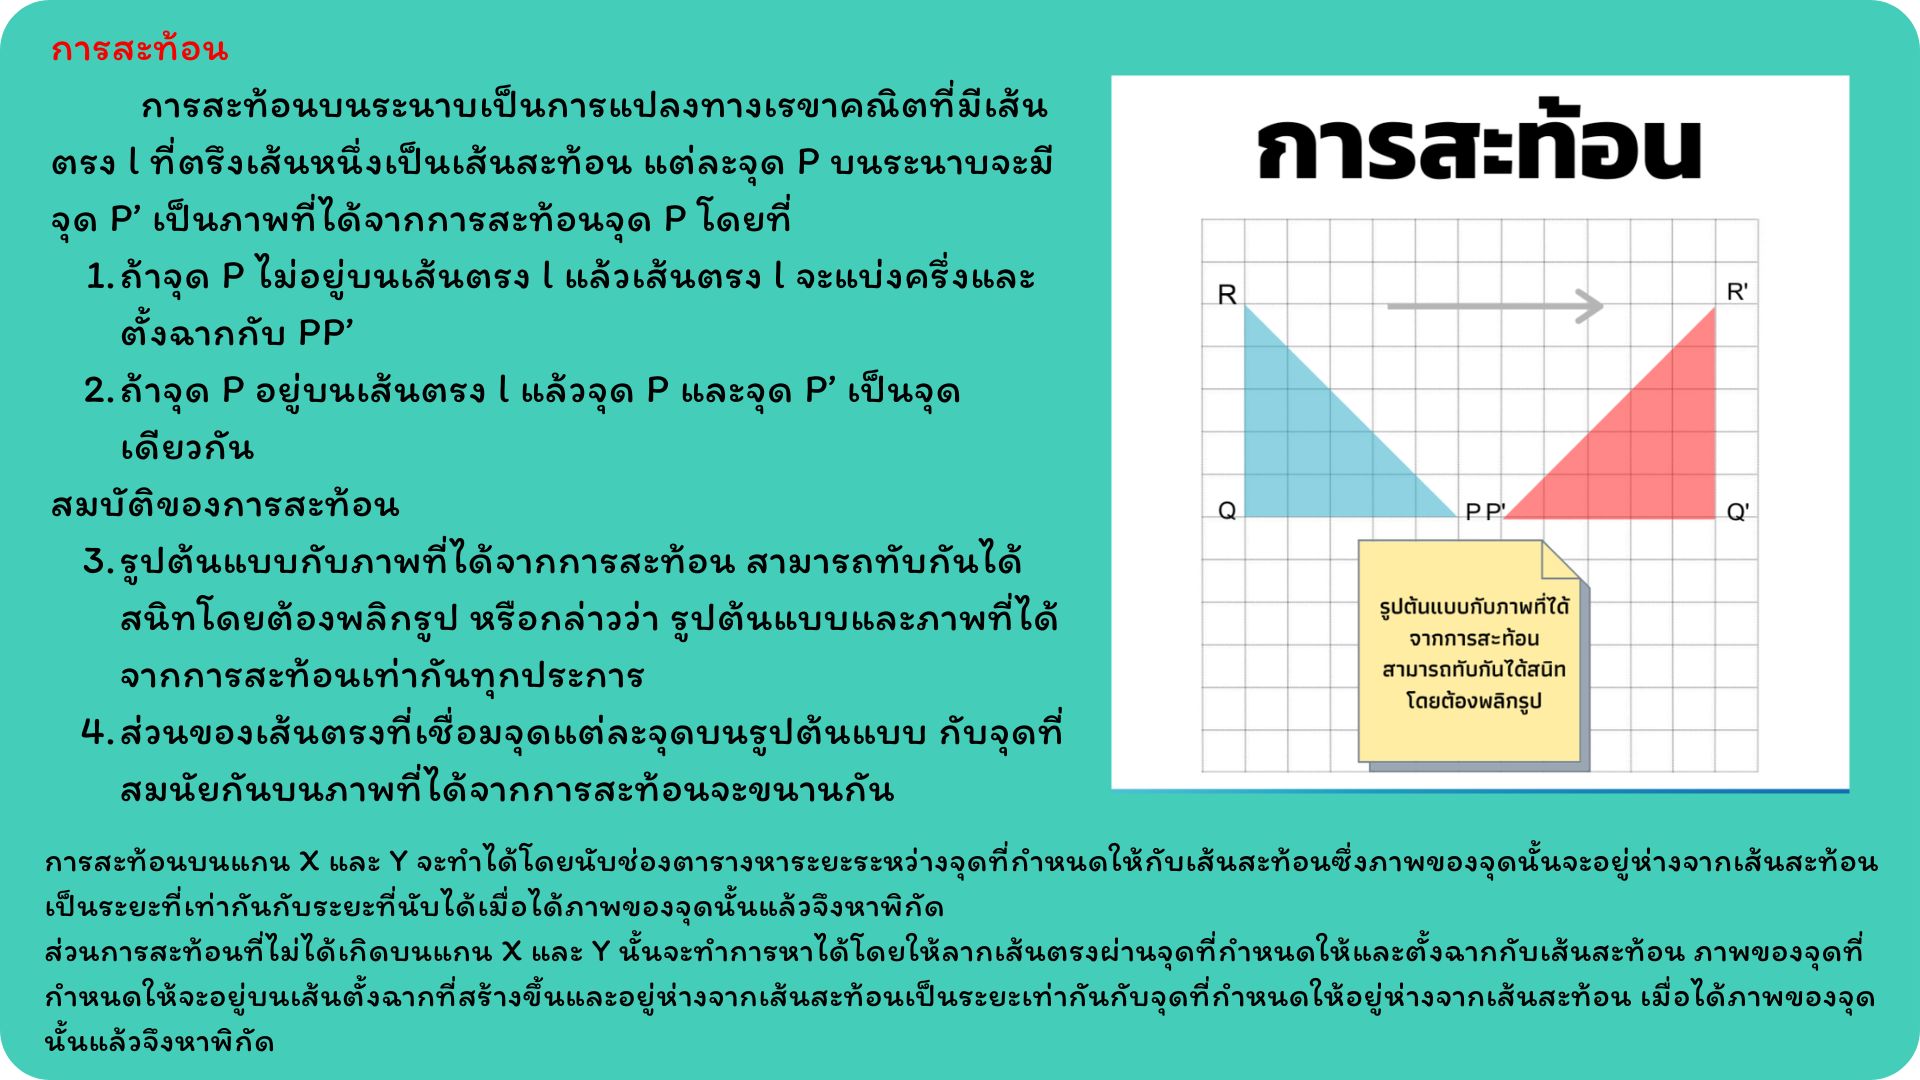 การสะท้อน
การสะท้อนบนระนาบเป็นการแปลงทางเรขาคณิตที่มีเส้น
ตรง l ที่ตรึงเส้นหนึ่งเป็นเส้นสะท้อน แต่ละจุด P บนระนาบจะมี
จุด P’ เป็นภาพที่ได้จากการสะท้อนจุด P โดยที่
1. ถ้าจุด P ไม่อยู่บนเส้นตรง l แล้วเส้นตรง l จะแบ่งครึ่งและ
ตั้งฉากกับ PP’
2. ถ้าจุด P อยู่บนเส้นตรง l แล้วจุด P และจุด P’ เป็นจุด
เดียวกัน
สมบัติของการสะท้อน
3. รูปต้นแบบกับภาพที่ได้จากการสะท้อน สามารถทับกันได้
สนิทโดยต้องพลิกรูป หรือกล่าวว่า รูปต้นแบบและภาพที่ได้
จากการสะท้อนเท่ากันทุกประการ
4. ส่วนของเส้นตรงที่เชื่อมจุดแต่ละจุดบนรูปต้นแบบ กับจุดที่
สมนัยกันบนภาพที่ได้จากการสะท้อนจะขนานกัน
การสะท้อน
R
R'
Q
P P'
Q'
รูปต้นแบบกับภาพที่ได้
จากการสะท้อน
สามารถทับกันได้สนิท
โดยต้องพลิกรูป
การสะท้อนบนแกน X และ Y จะทำได้โดยนับช่องตารางหาระยะระหว่างจุดที่กำหนดให้กับเส้นสะท้อนซึ่งภาพของจุดนั้นจะอยู่ห่างจากเส้นสะท้อน
เป็นระยะที่เท่ากันกับระยะที่นับได้เมื่อได้ภาพของจุดนั้นแล้วจึงหาพิกัด
ส่วนการสะท้อนที่ไม่ได้เกิดบนแกน X และ Y นั้นจะทำการหาได้โดยให้ลากเส้นตรงผ่านจุดที่กำหนดให้และตั้งฉากกับเส้นสะท้อน ภาพของจุดที่
กำหนดให้จะอยู่บนเส้นตั้งฉากที่สร้างขึ้นและอยู่ห่างจากเส้นสะท้อนเป็นระยะเท่ากันกับจุดที่กำหนดให้อยู่ห่างจากเส้นสะท้อน เมื่อได้ภาพของจุด
นั้นแล้วจึงหาพิกัด